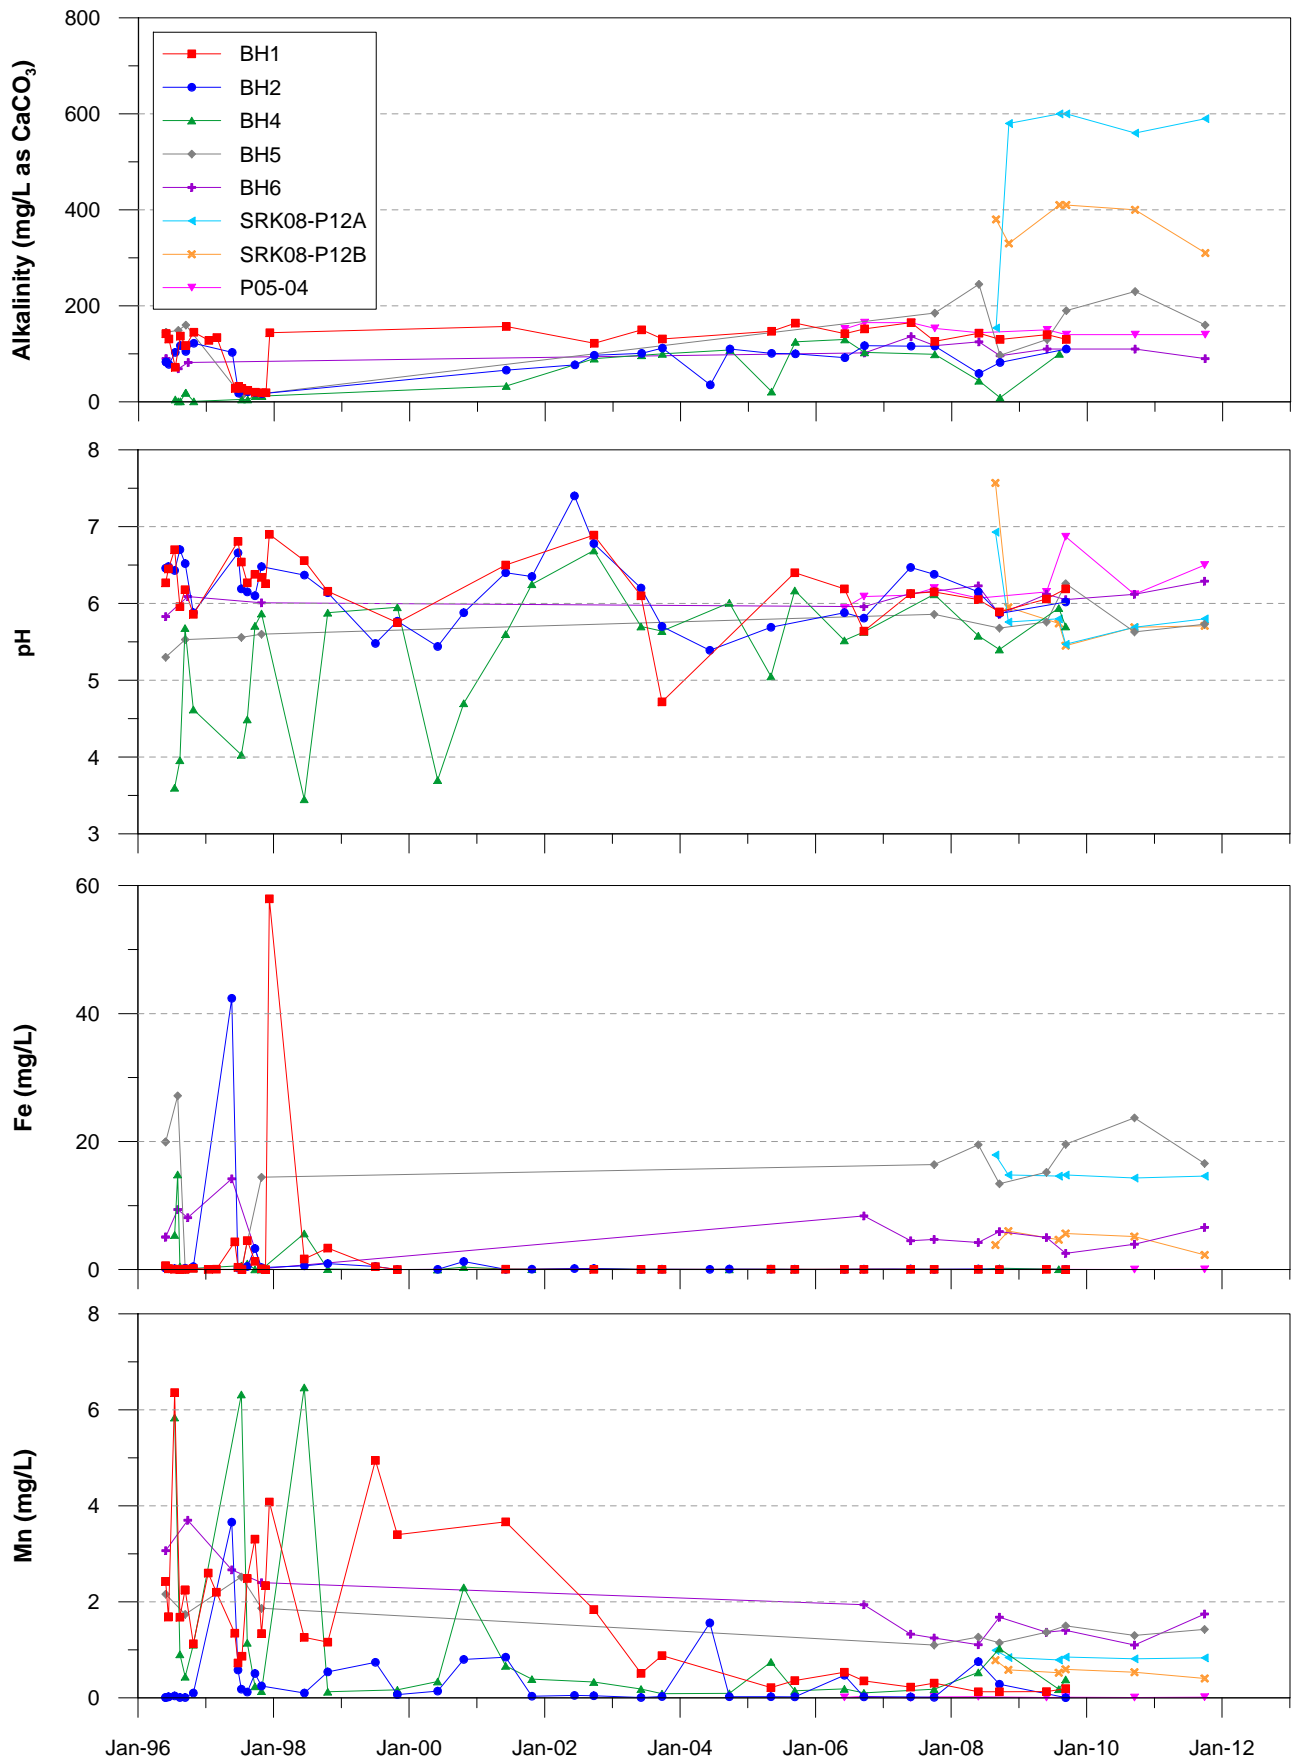 Alkalinity (mg/L as CaCO₃)
800
600
400
200
0
BH1
BH2
BH4
BH5
BH6
SRK08-P12A
SRK08-P12B
P05-04
pH
8
7
6
5
4
3
Fe (mg/L)
60
40
20
0
Mn (mg/L)
8
6
4
2
0
Jan-96 Jan-98 Jan-00 Jan-02 Jan-04 Jan-06 Jan-08 Jan-10 Jan-12